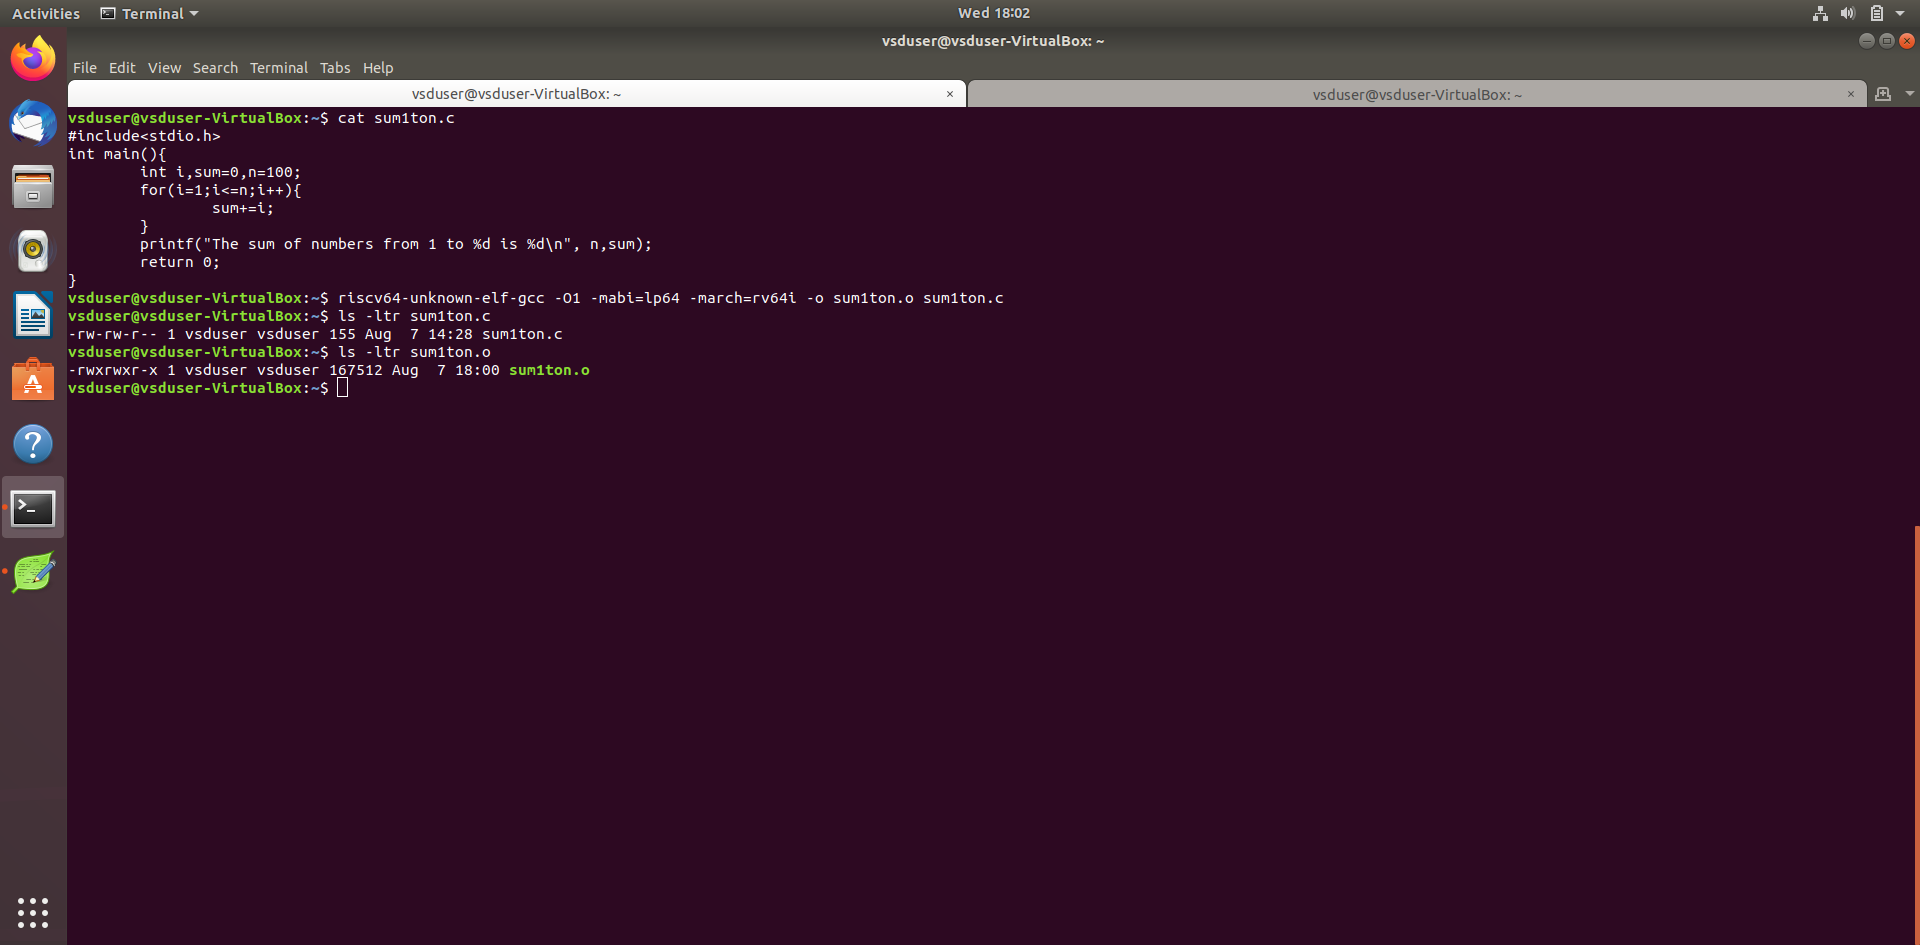 Activities Terminal Wed 18:02
vsduser@vsduser-VirtualBox: ~
File Edit View Search Terminal Tabs Help
vsduser@vsduser-VirtualBox: ~ × vsduser@vsduser-VirtualBox: ~ ×
vsduser@vsduser-VirtualBox:~$ cat sum1ton.c
#include<stdio.h>
int main(){
        int i,sum=0,n=100;
        for(i=1;i<=n;i++){
                sum+=i;
        }
        printf("The sum of numbers from 1 to %d is %d\n", n,sum);
        return 0;
}
vsduser@vsduser-VirtualBox:~$ riscv64-unknown-elf-gcc -O1 -mabi=lp64 -march=rv64i -o sum1ton.o sum1ton.c
vsduser@vsduser-VirtualBox:~$ ls -ltr sum1ton.c
-rw-rw-r-- 1 vsduser vsduser 155 Aug  7 14:28 sum1ton.c
vsduser@vsduser-VirtualBox:~$ ls -ltr sum1ton.o
-rwxrwxr-x 1 vsduser vsduser 167512 Aug  7 18:00 sum1ton.o
vsduser@vsduser-VirtualBox:~$